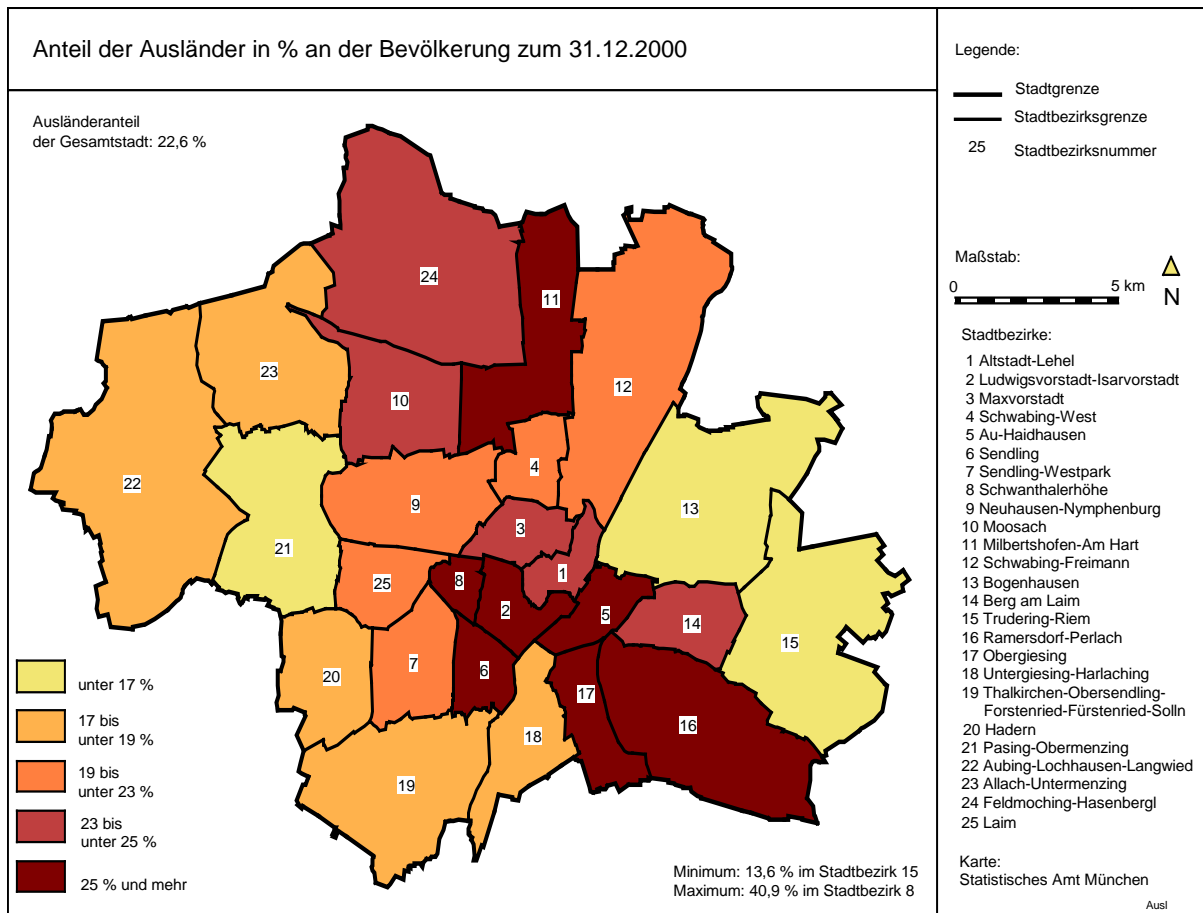 Anteil der Ausländer in % an der Bevölkerung zum 31.12.2000
Ausländeranteil
der Gesamtstadt: 22,6 %
24
11
23
12
10
22
4
9
13
3
21
8
1
25
2
5
14
15
20
7
6
17
16
18
19
unter 17 %
17 bis
unter 19 %
19 bis
unter 23 %
23 bis
unter 25 %
25 % und mehr
Minimum: 13,6 % im Stadtbezirk 15
Maximum: 40,9 % im Stadtbezirk 8
Legende:
Stadtgrenze
Stadtbezirksgrenze
25 Stadtbezirksnummer
Maßstab:
0 5 km
N
Stadtbezirke:
1 Altstadt-Lehel
2 Ludwigsvorstadt-Isarvorstadt
3 Maxvorstadt
4 Schwabing-West
5 Au-Haidhausen
6 Sendling
7 Sendling-Westpark
8 Schwanthalerhöhe
9 Neuhausen-Nymphenburg
10 Moosach
11 Milbertshofen-Am Hart
12 Schwabing-Freimann
13 Bogenhausen
14 Berg am Laim
15 Trudering-Riem
16 Ramersdorf-Perlach
17 Obergiesing
18 Untergiesing-Harlaching
19 Thalkirchen-Obersendling-
Forstenried-Fürstenried-Solln
20 Hadern
21 Pasing-Obermenzing
22 Aubing-Lochhausen-Langwied
23 Allach-Untermenzing
24 Feldmoching-Hasenbergl
25 Laim
Karte:
Statistisches Amt München
Ausl